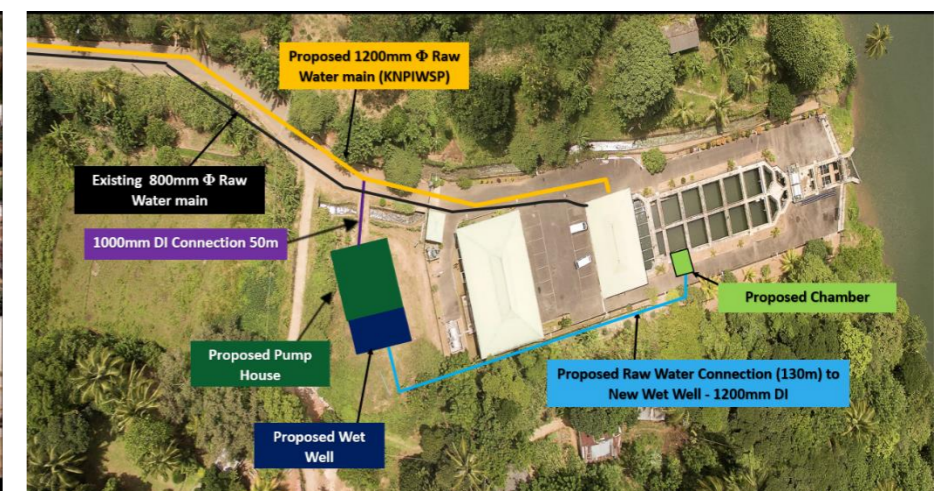 Proposed 1200mm Φ Raw
Water main (KNPIWSP)
Existing 800mm Φ Raw
Water main
1000mm DI Connection 50m
Proposed Chamber
Proposed Pump
House
Proposed Raw Water Connection (130m) to
New Wet Well - 1200mm DI
Proposed Wet
Well